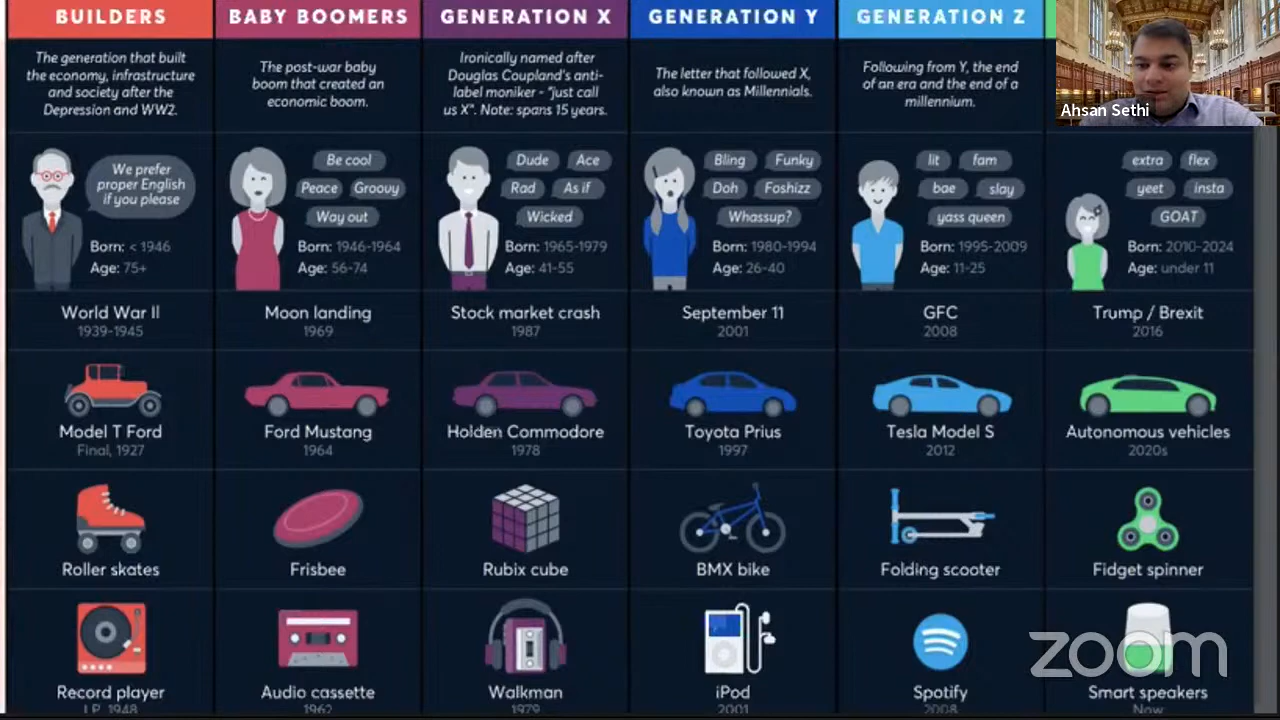 BUILDERS
BABY BOOMERS
GENERATION X
GENERATION Y
GENERATION Z
The generation that built
the economy, infrastructure
and society after the
Depression and WW2.
The post-war baby
boom that created an
economic boom.
Ironically named after
Douglas Coupland's anti-
label moniker - "just call
us X". Note: spans 15 years.
The letter that followed X,
also known as Millennials.
Following from Y, the end
of an era and the end of a
millennium.
Ahsan Sethi
We prefer
proper English
if you please
Born: < 1946
Age: 75+
Be cool
Peace
Groovy
Way out
Born: 1946-1964
Age: 56-74
Dude
Ace
Rad
As if
Wicked
Born: 1965-1979
Age: 41-55
Bling
Funky
Doh
Foshizz
Whassup?
Born: 1980-1994
Age: 26-40
lit
fam
bae
slay
yass queen
Born: 1995-2009
Age: 11-25
extra
flex
yeet
insta
GOAT
Born: 2010-2024
Age: under 11
World War II
1939-1945
Moon landing
1969
Stock market crash
1987
September 11
2001
GFC
2008
Trump / Brexit
2016
Model T Ford
Final, 1927
Ford Mustang
1964
Holden Commodore
1978
Toyota Prius
1997
Tesla Model S
2012
Autonomous vehicles
2020s
Roller skates
Frisbee
Rubix cube
BMX bike
Folding scooter
Fidget spinner
Record player
LP, 1948
Audio cassette
1962
Walkman
1979
iPod
2001
Spotify
2008
Smart speakers
Now
zoom